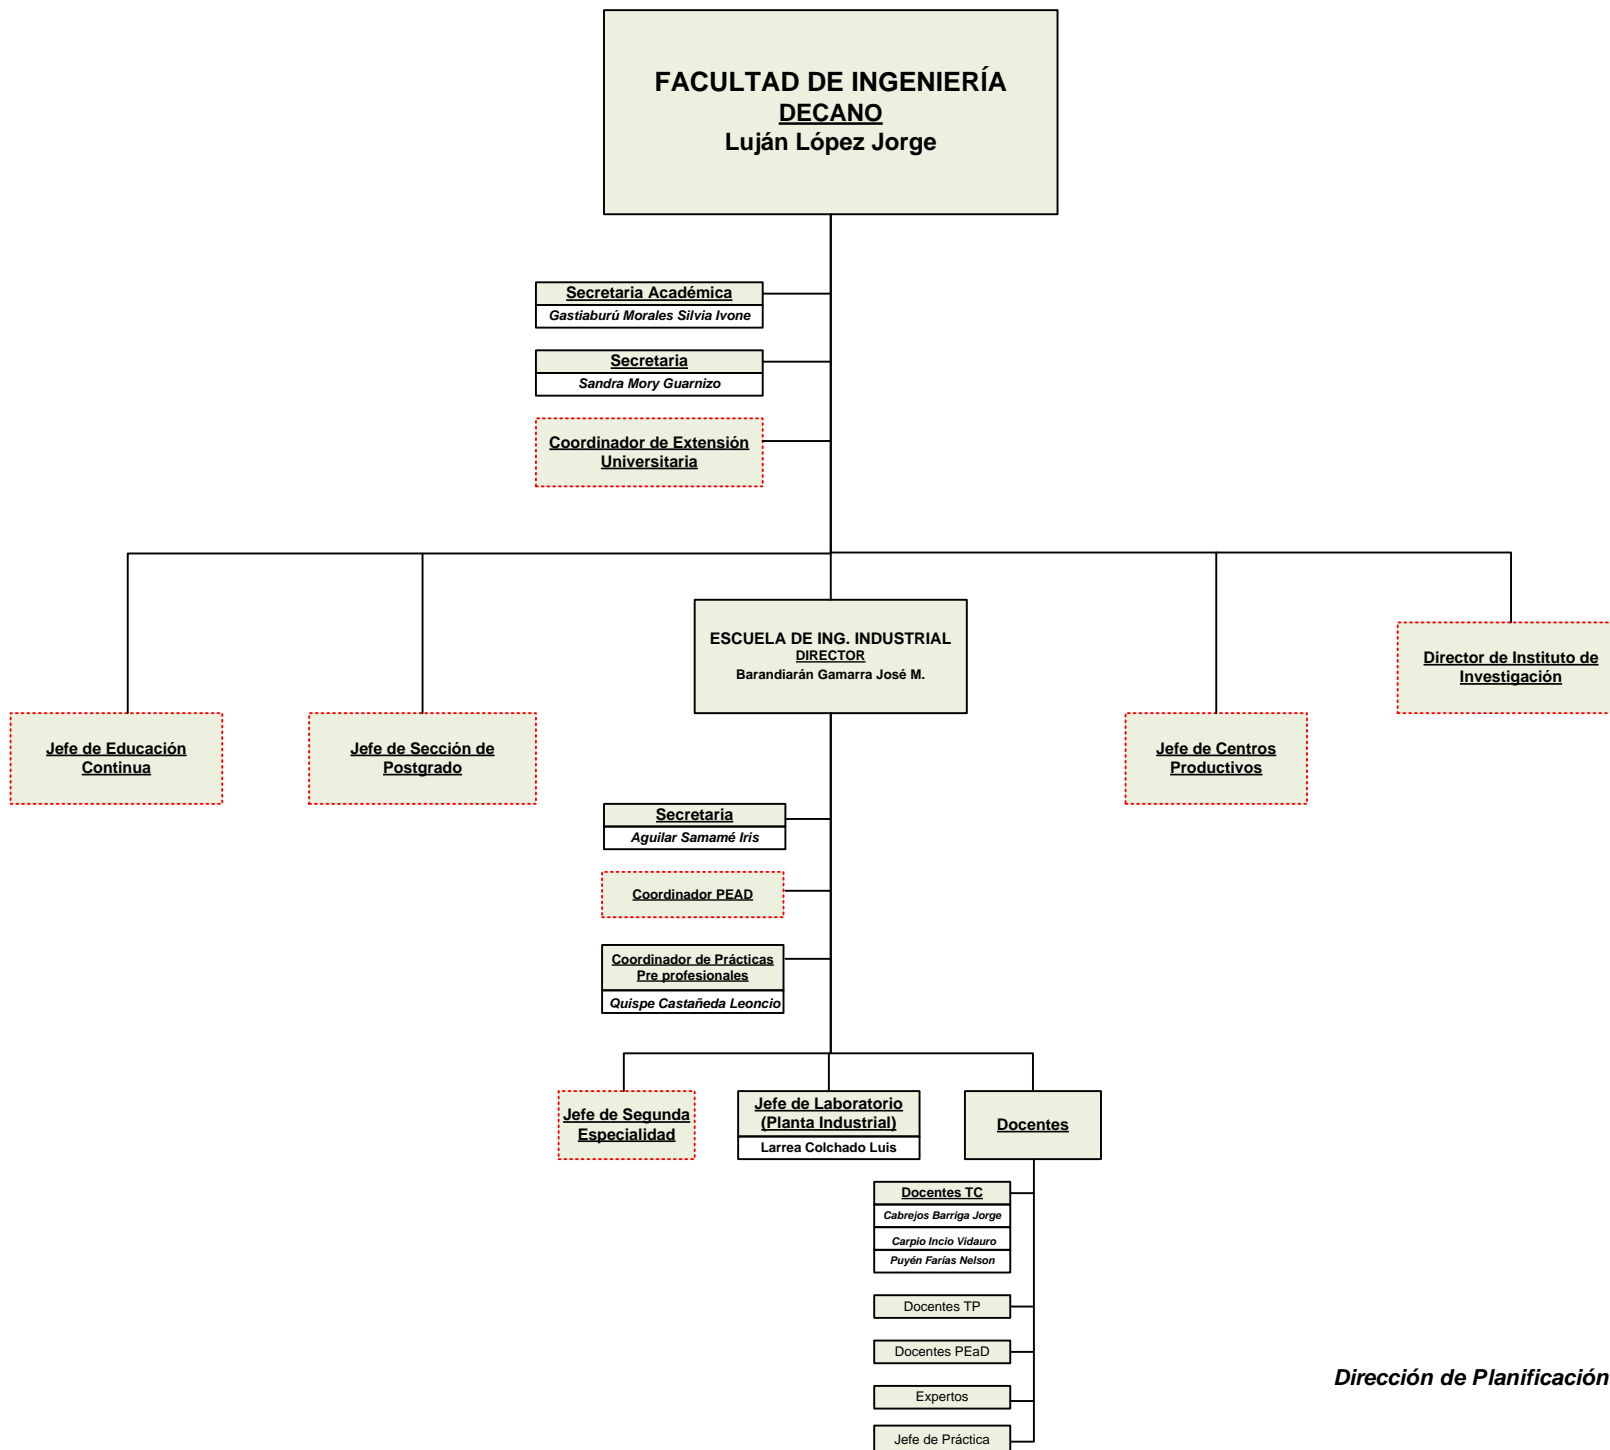 FACULTAD DE INGENIERÍA
DECANO
Luján López Jorge
Secretaria Académica
Gastiaburú Morales Silvia Ivone
Secretaria
Sandra Mory Guarnizo
Coordinador de Extensión
Universitaria
ESCUELA DE ING. INDUSTRIAL
DIRECTOR
Barandiarán Gamarra José M.
Director de Instituto de
Investigación
Jefe de Educación
Continua
Jefe de Sección de
Postgrado
Jefe de Centros
Productivos
Secretaria
Aguilar Samamé Iris
Coordinador PEAD
Coordinador de Prácticas
Pre profesionales
Quispe Castañeda Leoncio
Jefe de Segunda
Especialidad
Jefe de Laboratorio
(Planta Industrial)
Larrea Colchado Luis
Docentes
Docentes TC
Cabrejos Barriga Jorge
Carpio Incio Vidauro
Puyén Farías Nelson
Docentes TP
Docentes PEaD
Expertos
Jefe de Práctica
Dirección de Planificación